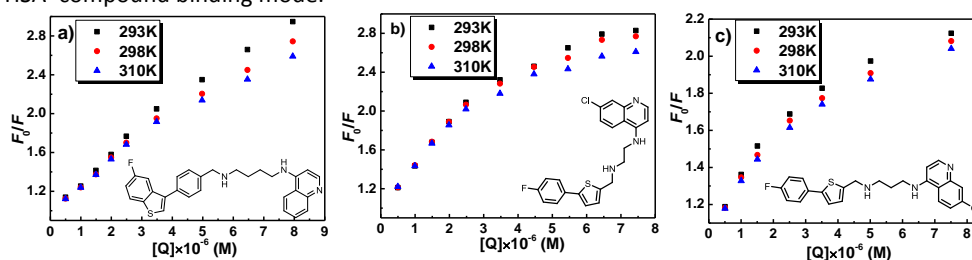 compound binding
a)
293K
298K
310K
2.8
2.4
2.0
1.6
1.2
F0/F
F
S
N
H
H
N
N
0 1 2 3 4 5 6 7 8
[Q]×10-6 (M)
b)
293K
298K
310K
2.8
2.4
2.0
1.6
1.2
F0/F
Cl
N
NH
HN
F
S
0 1 2 3 4 5 6 7 8
[Q]×10-6 (M)
c)
293K
298K
310K
2.2
2.0
1.8
1.6
1.4
1.2
F0/F
F
S
N
H
N
H
N
0 1 2 3 4 5 6 7 8
[Q]×10-6 (M)